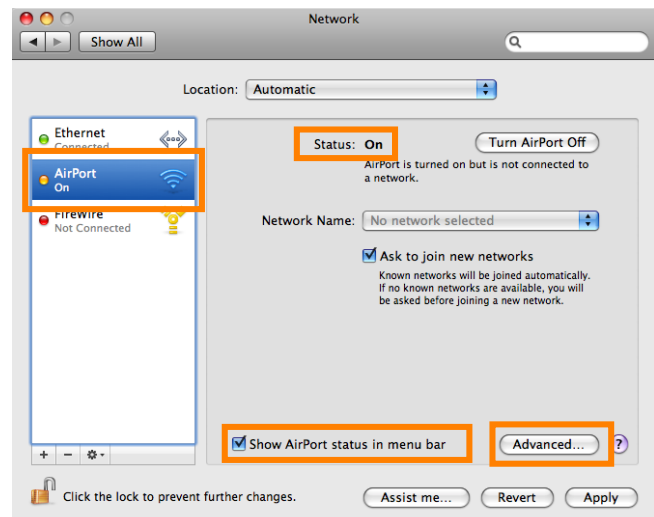 Network
Show All
Location: Automatic
Ethernet
Connected
AirPort
On
FireWire
Not Connected
Status: On
Turn AirPort Off
AirPort is turned on but is not connected to
a network.
Network Name: No network selected
Ask to join new networks
Known networks will be joined automatically.
If no known networks are available, you will
be asked before joining a new network.
Show AirPort status in menu bar
Advanced...
?
Click the lock to prevent further changes.
Assist me...
Revert
Apply